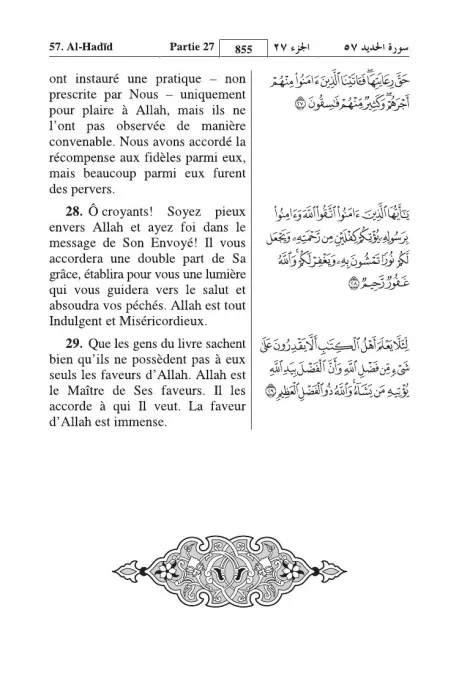 57. Al-Hadîd Partie 27 855 الجزء ٢٧ سورة الحديد ٥٧
ont instauré une pratique – non
prescrite par Nous – uniquement
pour plaire à Allah, mais ils ne
l'ont pas observée de manière
convenable. Nous avons accordé la
récompense aux fidèles parmi eux,
mais beaucoup parmi eux furent
des pervers.
28. Ô croyants! Soyez pieux
envers Allah et ayez foi dans le
message de Son Envoyé! Il vous
accordera une double part de Sa
grâce, établira pour vous une lumière
qui vous guidera vers le salut et
absoudra vos péchés. Allah est tout
Indulgent et Miséricordieux.
29. Que les gens du livre sachent
bien qu'ils ne possèdent pas à eux
seuls les faveurs d'Allah. Allah est
le Maître de Ses faveurs. Il les
accorde à qui Il veut. La faveur
d'Allah est immense.
حَقَّ رِعَايَتِهَا ۖ فَـَٔاتَيْنَا ٱلَّذِينَ ءَامَنُوا۟ مِنْهُمْ
أَجْرَهُمْ ۖ وَكَثِيرٌ مِّنْهُمْ فَـٰسِقُونَ ٢٧
يَـٰٓأَيُّهَا ٱلَّذِينَ ءَامَنُوا۟ ٱتَّقُوا۟ ٱللَّهَ وَءَامِنُوا۟
بِرَسُولِهِۦ يُؤْتِكُمْ كِفْلَيْنِ مِن رَّحْمَتِهِۦ وَيَجْعَل
لَّكُمْ نُورًا تَمْشُونَ بِهِۦ وَيَغْفِرْ لَكُمْ ۚ وَٱللَّهُ
غَفُورٌ رَّحِيمٌ ٢٨
لِّئَلَّا يَعْلَمَ أَهْلُ ٱلْكِتَـٰبِ أَلَّا يَقْدِرُونَ عَلَىٰ
شَىْءٍ مِّن فَضْلِ ٱللَّهِ ۙ وَأَنَّ ٱلْفَضْلَ بِيَدِ ٱللَّهِ
يُؤْتِيهِ مَن يَشَآءُ ۚ وَٱللَّهُ ذُو ٱلْفَضْلِ ٱلْعَظِيمِ ٢٩